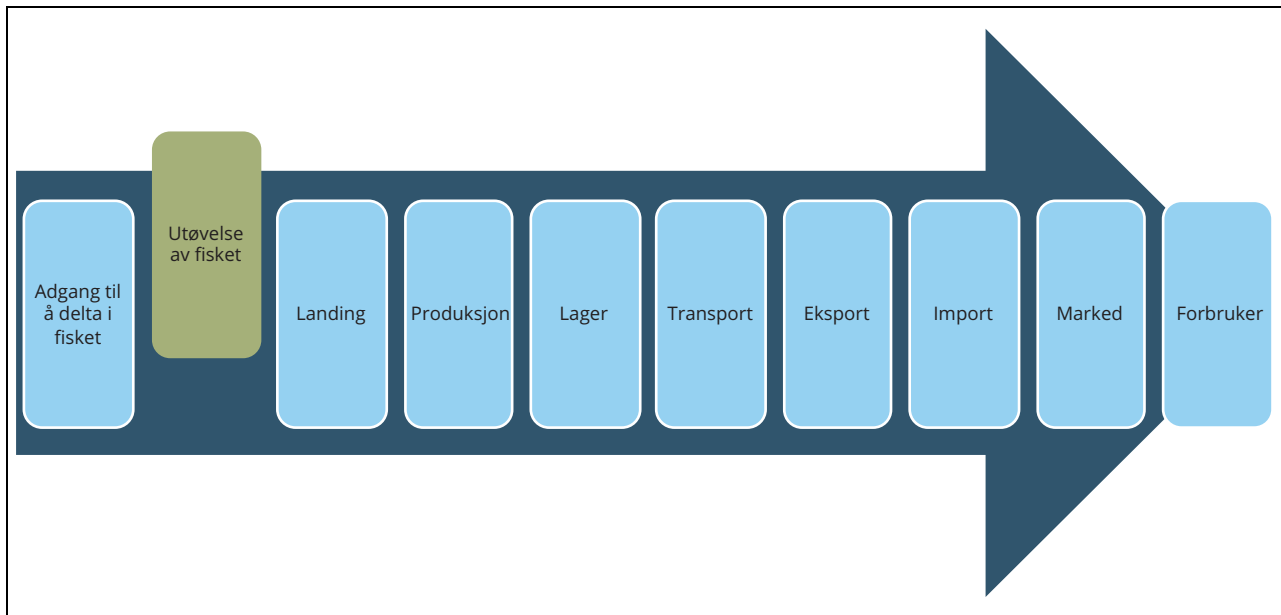 Adgang til
å delta i
fisket
Utøvelse
av fisket
Landing
Produksjon
Lager
Transport
Eksport
Import
Marked
Forbruker